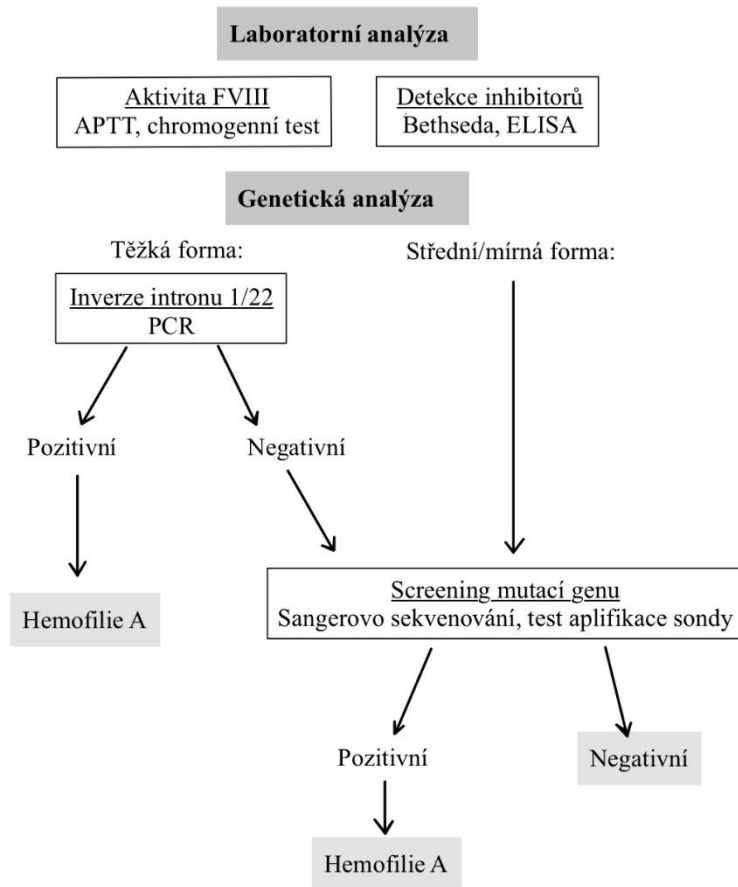 Laboratorní analýza
Aktivita FVIII
APTT, chromogenní test
Detekce inhibitorů
Bethseda, ELISA
Genetická analýza
Těžká forma:
Střední/mírná forma:
Inverze intronu 1/22
PCR
Pozitivní
Negativní
Hemofilie A
Screening mutací genu
Sangerovo sekvenování, test aplifikace sondy
Pozitivní
Negativní
Hemofilie A